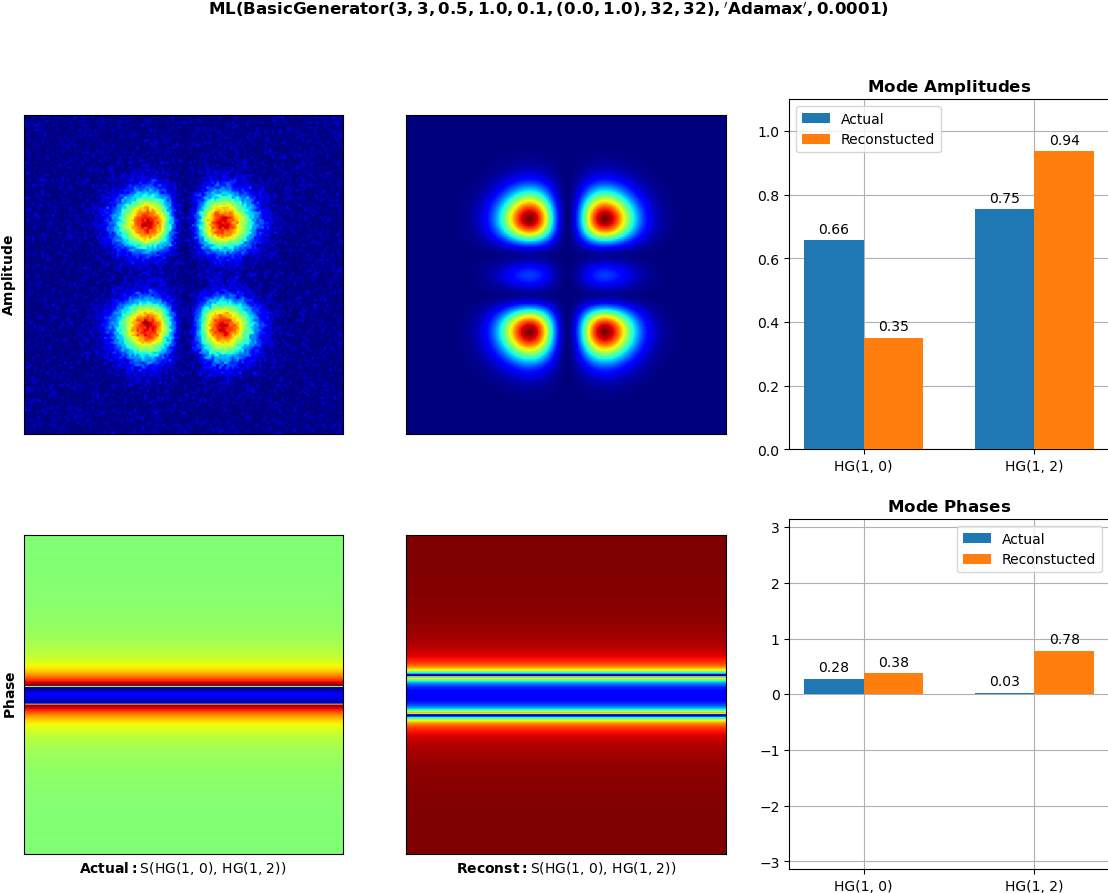 ML(BasicGenerator(3, 3, 0.5, 1.0, 0.1, (0.0, 1.0), 32, 32), ′Adamax′, 0.0001)
Amplitude
Mode Amplitudes
Actual
Reconstucted
1.0
0.8
0.6
0.4
0.2
0.0
0.66
0.35
0.75
0.94
HG(1, 0)
HG(1, 2)
Phase
Actual: S(HG(1, 0), HG(1, 2))
Reconst: S(HG(1, 0), HG(1, 2))
Mode Phases
Actual
Reconstucted
3
2
1
0
−1
−2
−3
0.28
0.38
0.03
0.78
HG(1, 0)
HG(1, 2)